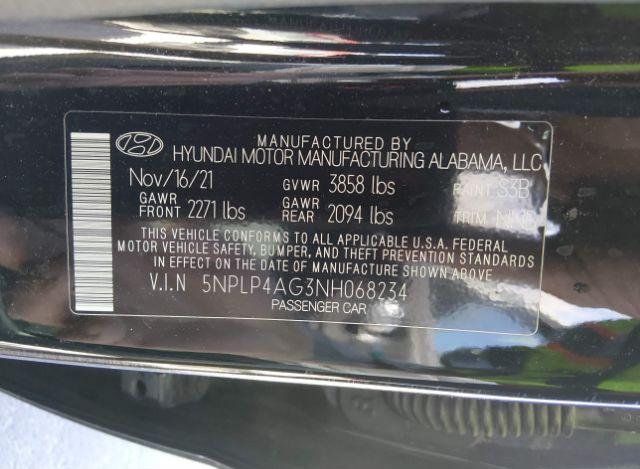 MANUFACTURED BY
HYUNDAI MOTOR MANUFACTURING ALABAMA, LLC
Nov/16/21 GVWR 3858 lbs PAINT S3B
GAWR FRONT 2271 lbs GAWR REAR 2094 lbs TRIM
THIS VEHICLE CONFORMS TO ALL APPLICABLE U.S.A. FEDERAL
MOTOR VEHICLE SAFETY, BUMPER, AND THEFT PREVENTION STANDARDS
IN EFFECT ON THE DATE OF MANUFACTURE SHOWN ABOVE.
V.I.N 5NPLP4AG3NH068234
PASSENGER CAR